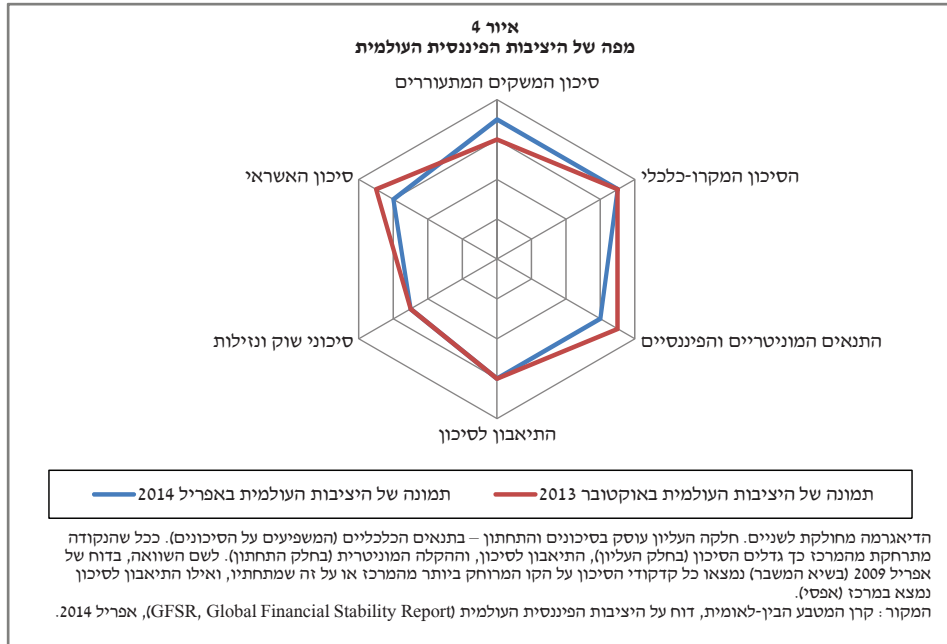 איור 4
מפה של היציבות הפיננסית העולמית
סיכון המשקים המתעוררים
סיכון האשראי
הסיכון המקרו-כלכלי
סיכוני שוק ונזילות
התנאים המוניטריים והפיננסיים
התיאבון לסיכון
תמונה של היציבות העולמית באוקטובר 2013
תמונה של היציבות העולמית באפריל 2014
הדיאגרמה מחולקת לשניים. חלקה העליון עוסק בסיכונים והתחתון – בתנאים הכלכליים (המשפיעים על הסיכונים). ככל שהנקודה
מתרחקת מהמרכז כך גדלים הסיכון (בחלק העליון), התיאבון לסיכון, וההקלה המוניטרית (בחלק התחתון). לשם השוואה, בדוח של
אפריל 2009 (בשיא המשבר) נמצאו כל קדקודי הסיכון על הקו המרוחק ביותר מהמרכז או על זה שמתחתיו, ואילו התיאבון לסיכון
נמצא במרכז (אפסי).
המקור: קרן המטבע הבין-לאומית, דוח על היציבות הפיננסית העולמית (GFSR, Global Financial Stability Report), אפריל 2014.